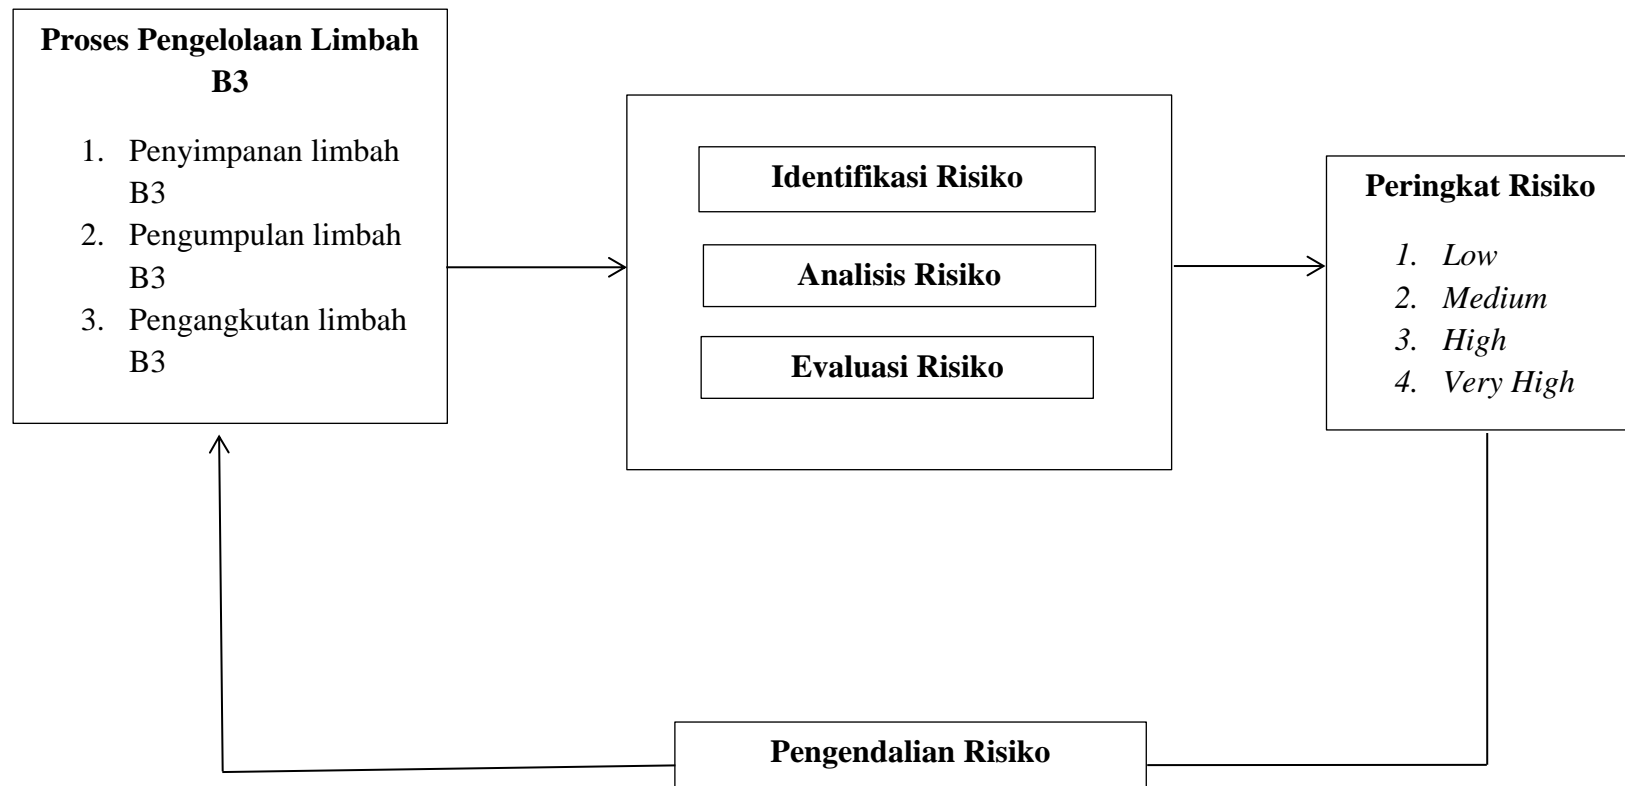 Proses Pengelolaan Limbah
B3
1. Penyimpanan limbah
B3
2. Pengumpulan limbah
B3
3. Pengangkutan limbah
B3
Identifikasi Risiko
Analisis Risiko
Evaluasi Risiko
Peringkat Risiko
1. Low
2. Medium
3. High
4. Very High
Pengendalian Risiko